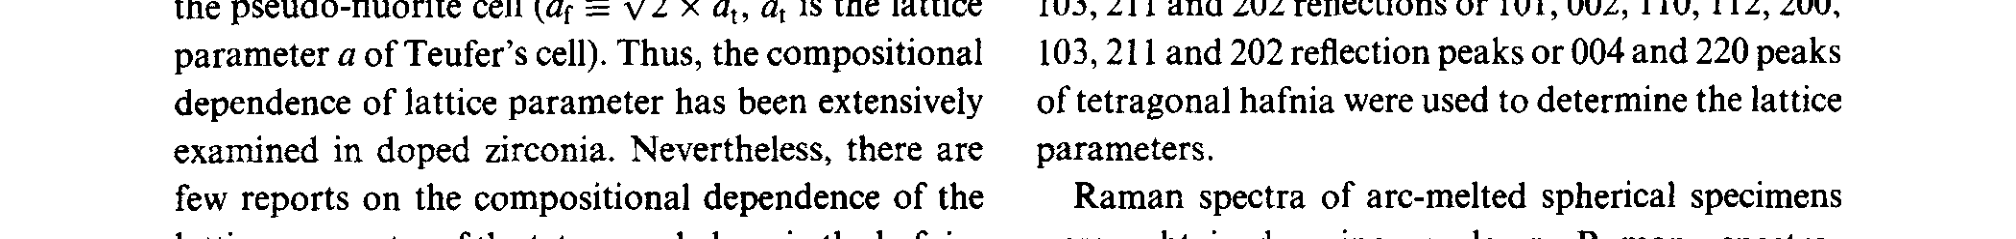 the pseudo-fluorite cell (af ≡ √2 × at, at is the lattice
parameter a of Teufer's cell). Thus, the compositional
dependence of lattice parameter has been extensively
examined in doped zirconia. Nevertheless, there are
few reports on the compositional dependence of the
103, 211 and 202 reflections or 101, 002, 110, 112, 200,
103, 211 and 202 reflection peaks or 004 and 220 peaks
of tetragonal hafnia were used to determine the lattice
parameters.
Raman spectra of arc-melted spherical specimens